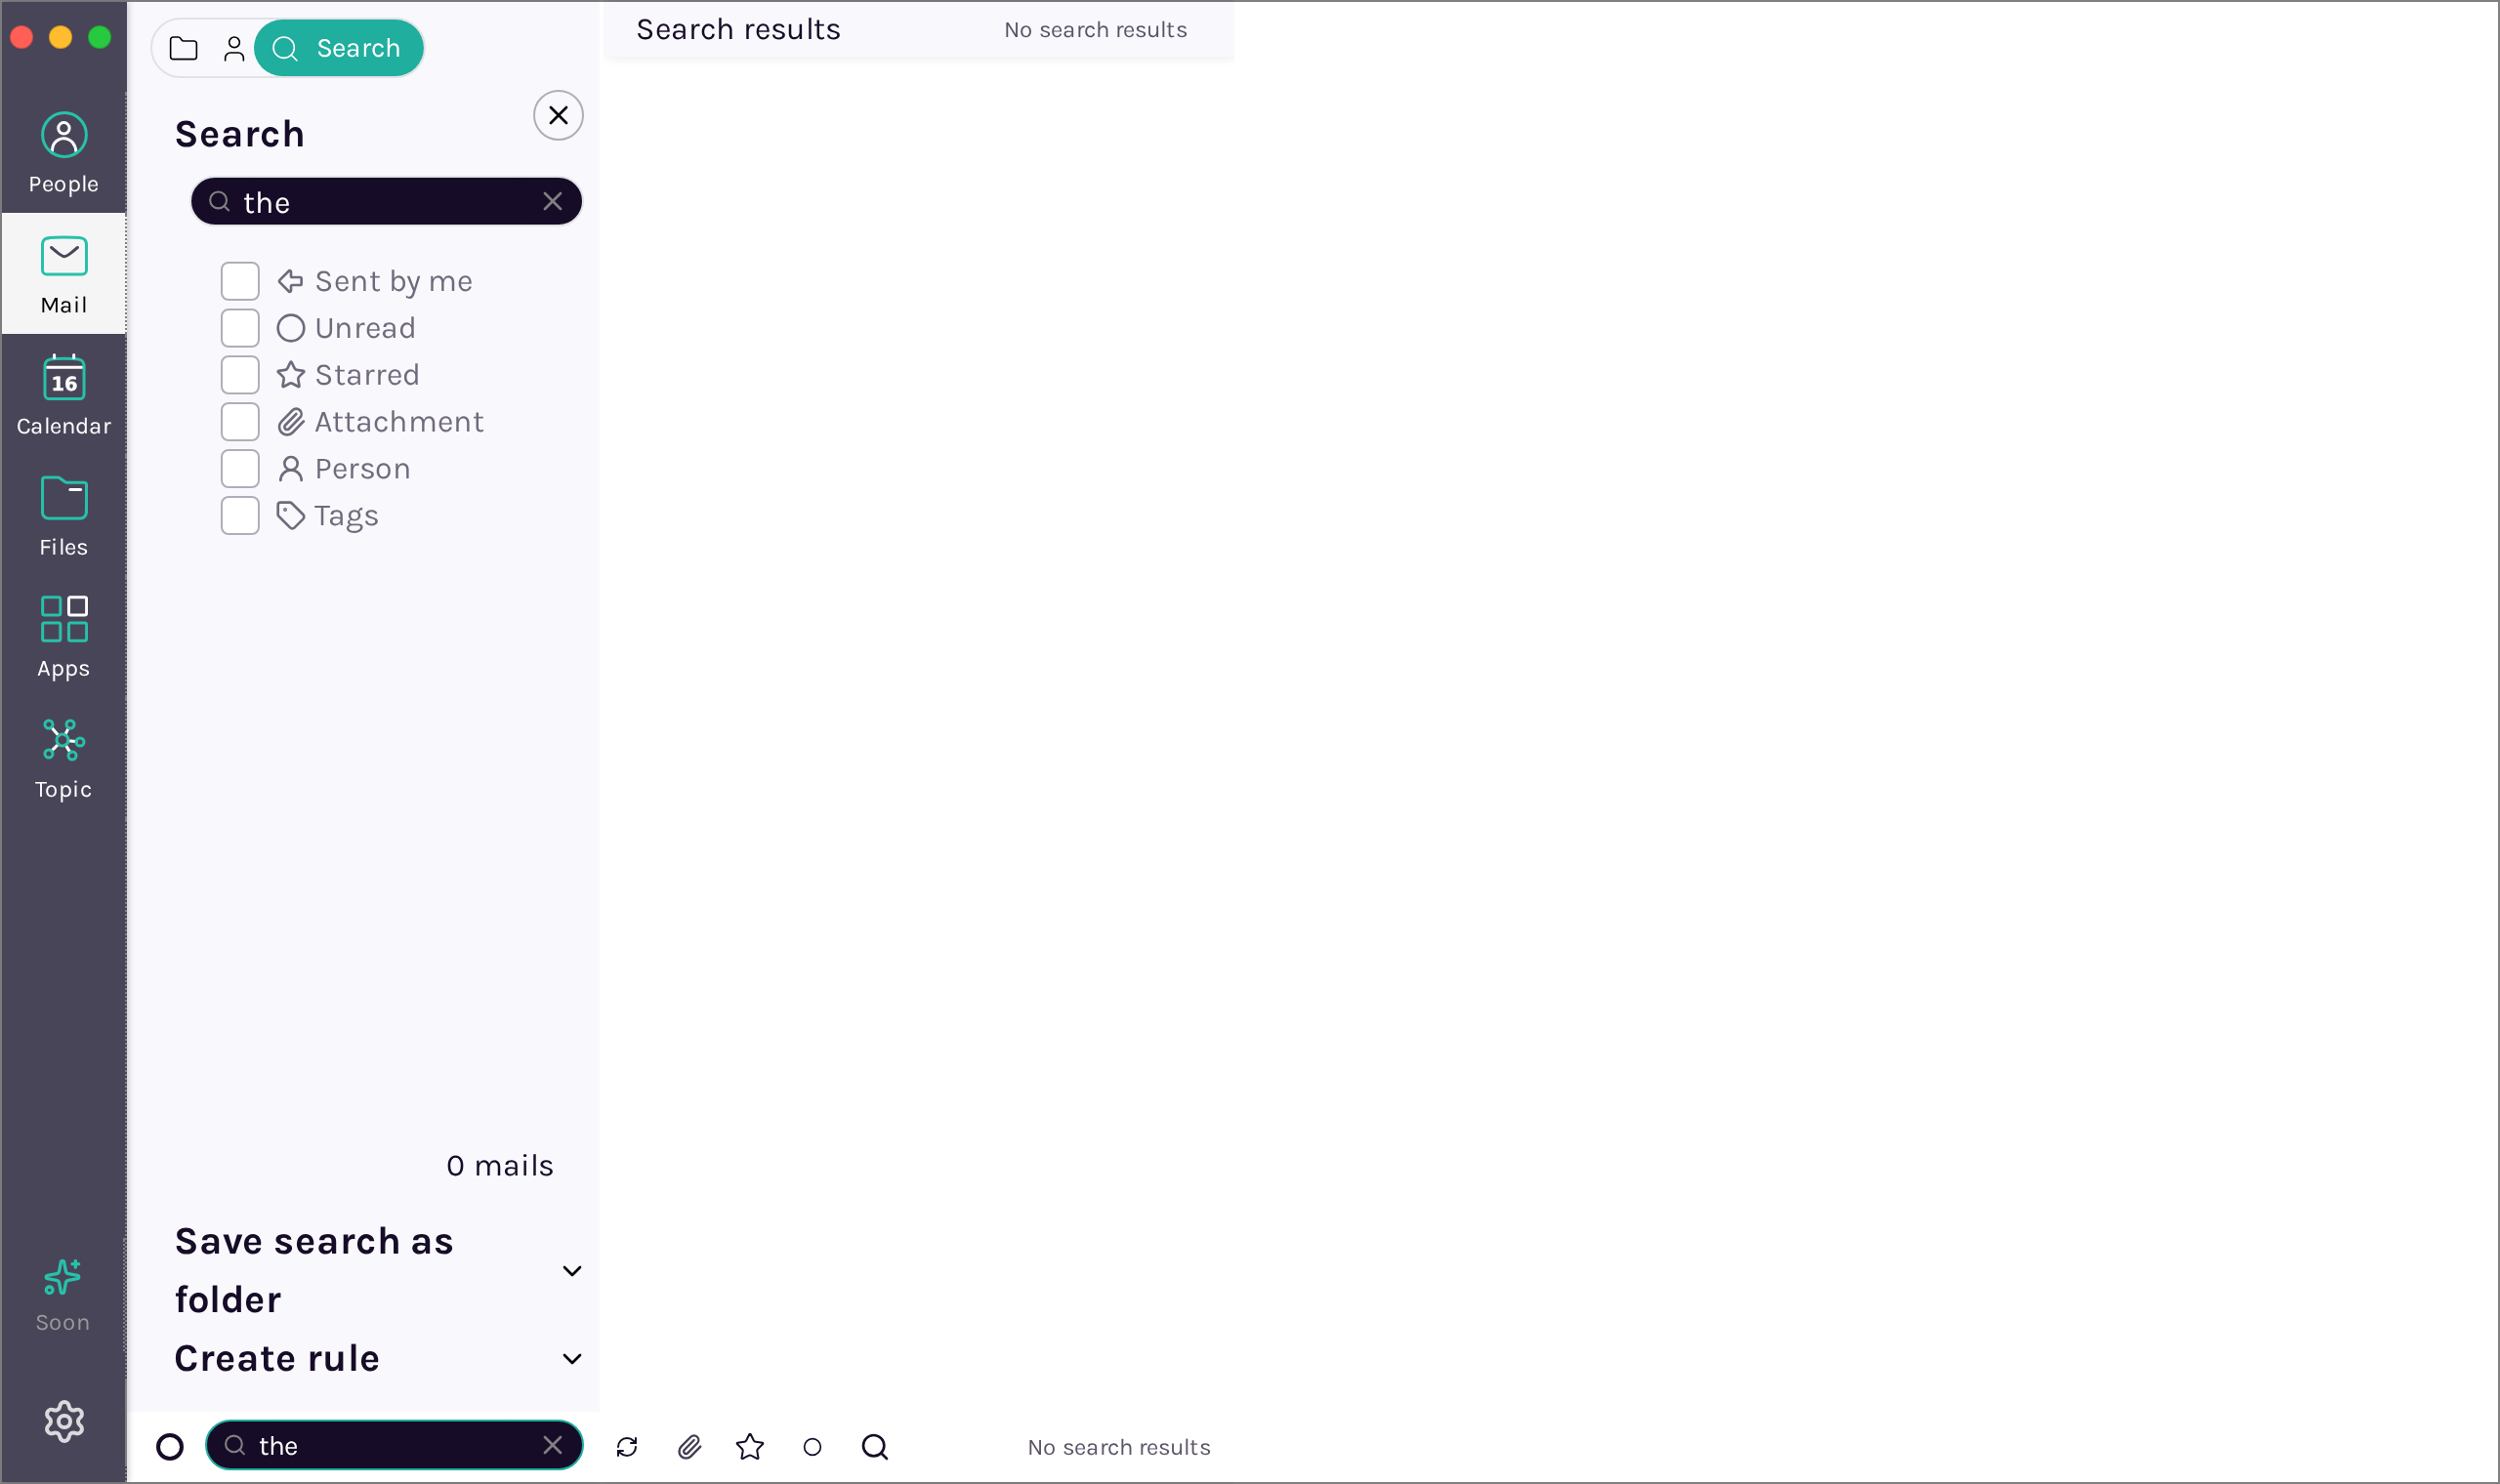 People
Mail
16
Calendar
Files
Apps
Topic
Soon
Search
Search
the
Sent by me
Unread
Starred
Attachment
Person
Tags
0 mails
Save search as
folder
Create rule
the
Search results
No search results
No search results